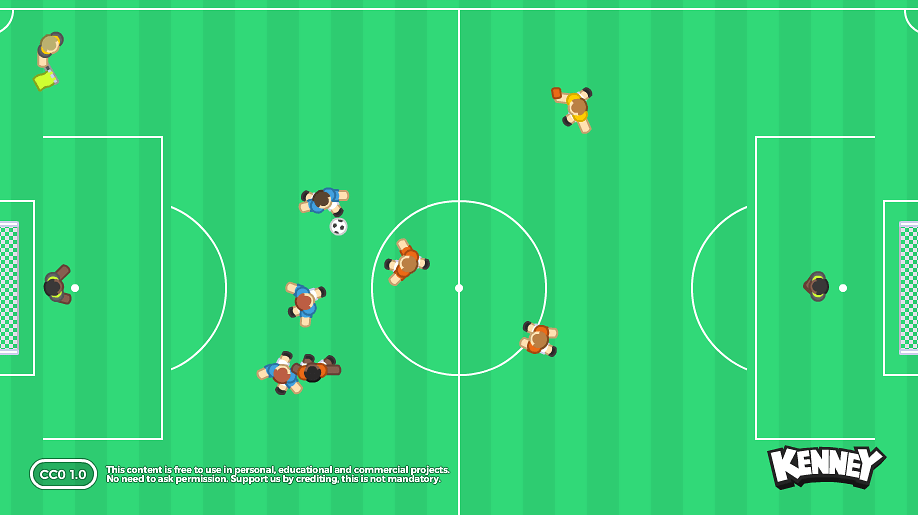 CC0 1.0
This content is free to use in personal, educational and commercial projects.
No need to ask permission. Support us by crediting, this is not mandatory.
KENNEY